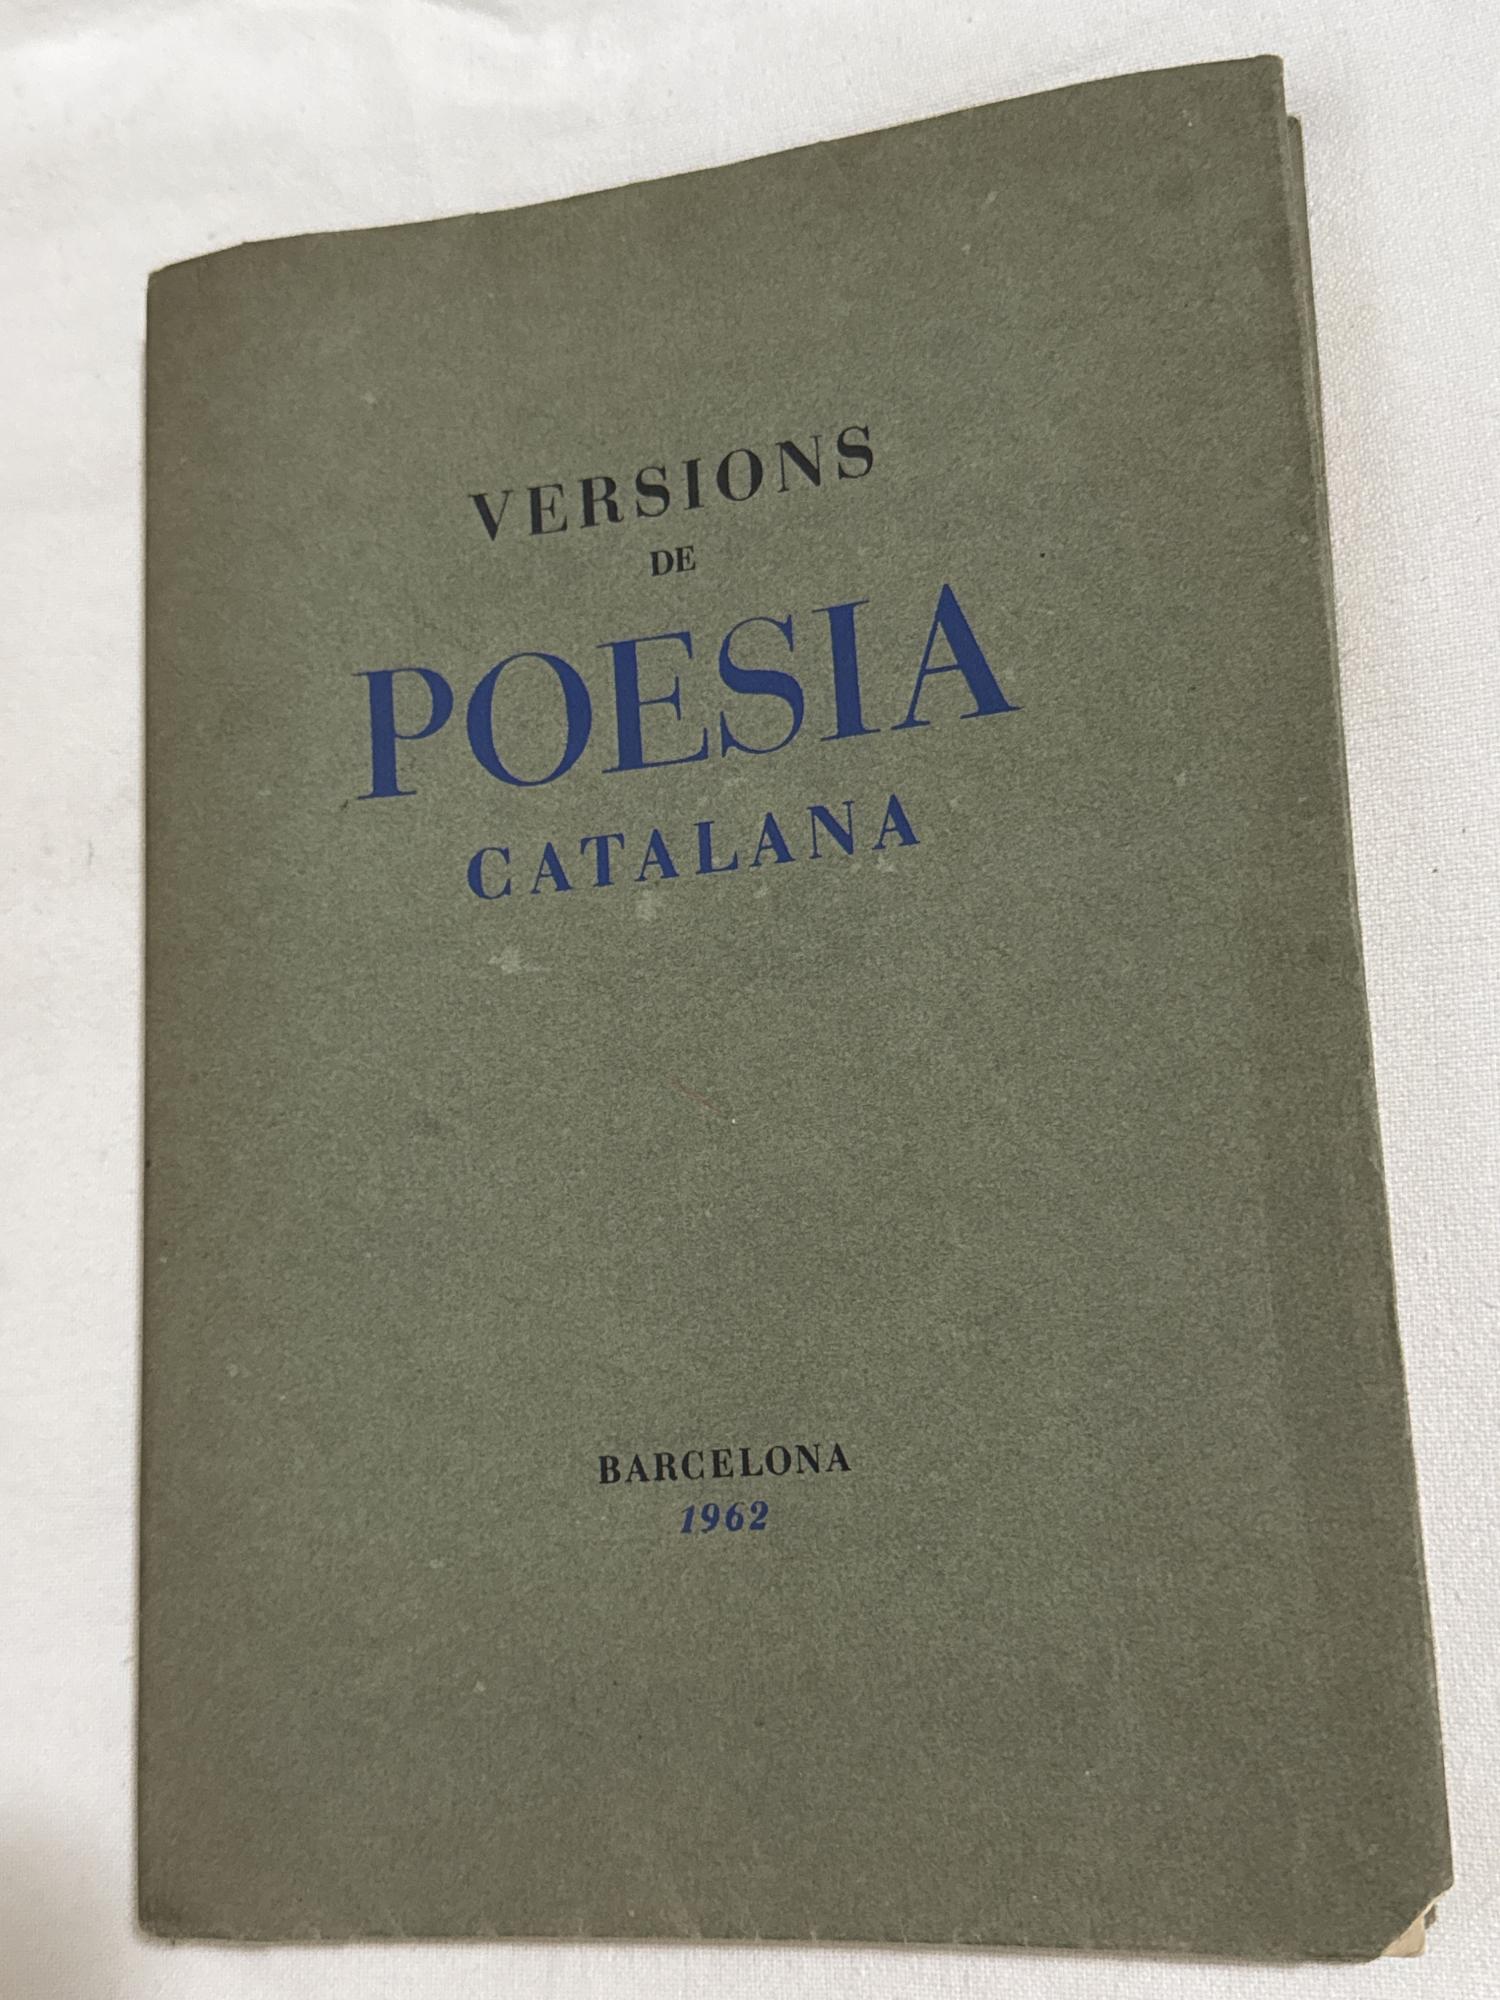 VERSIONS
DE
POESIA
CATALANA
BARCELONA
1962